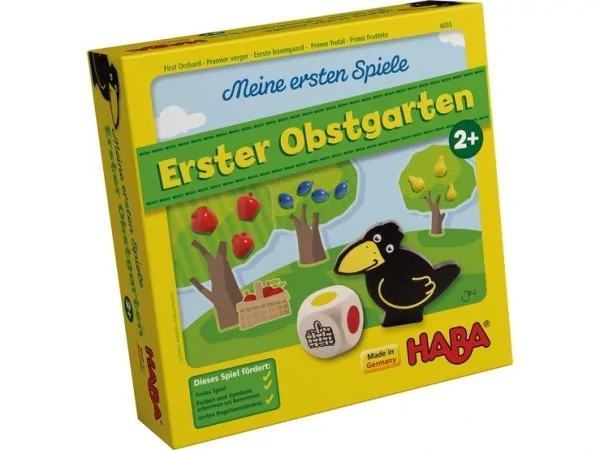 First Orchard · Premier verger · Eerste boomgaard · Primer frutal · Primo Frutteto
4655
Meine ersten Spiele
Erster Obstgarten
2+
Dieses Spiel fördert:
freies Spiel
Farben und Symbole
erkennen und benennen
erstes Regelverständnis
Made in
Germany
HABA®
Meine ersten Spiele
Erster Obstgarten
2+
HABA